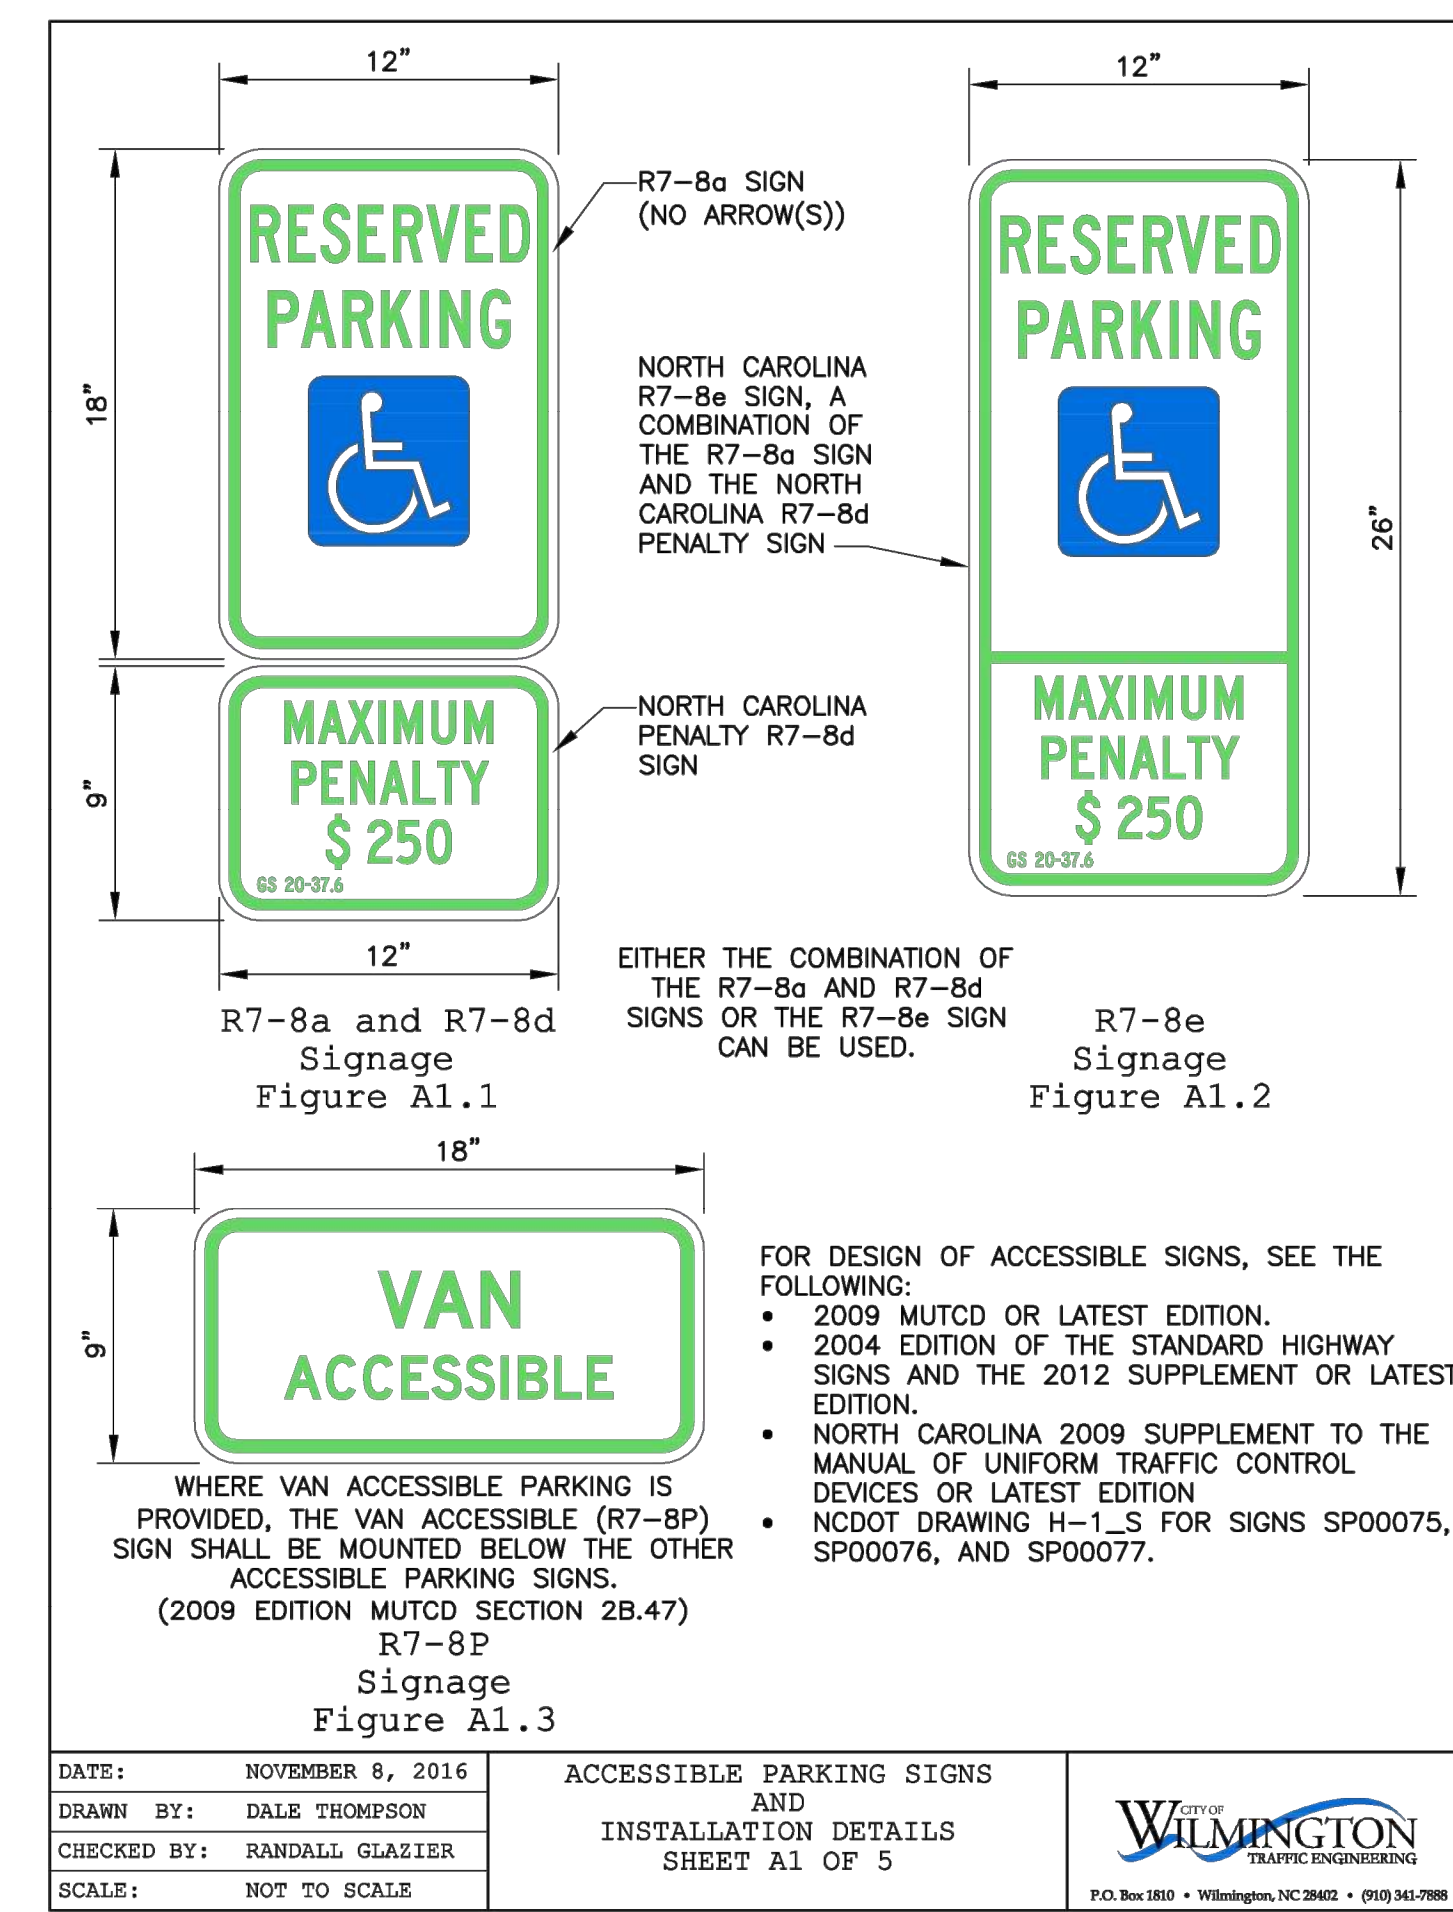 12"
18"
RESERVED
PARKING
R7-8a SIGN
(NO ARROW(S))
9"
MAXIMUM
PENALTY
$ 250
GS 20-37.6
NORTH CAROLINA
PENALTY R7-8d
SIGN
12"
R7-8a and R7-8d
Signage
Figure A1.1
NORTH CAROLINA
R7-8e SIGN, A
COMBINATION OF
THE R7-8a SIGN
AND THE NORTH
CAROLINA R7-8d
PENALTY SIGN
12"
26"
RESERVED
PARKING
MAXIMUM
PENALTY
$ 250
GS 20-37.6
EITHER THE COMBINATION OF
THE R7-8a AND R7-8d
SIGNS OR THE R7-8e SIGN
CAN BE USED.
R7-8e
Signage
Figure A1.2
18"
9"
VAN
ACCESSIBLE
WHERE VAN ACCESSIBLE PARKING IS
PROVIDED, THE VAN ACCESSIBLE (R7-8P)
SIGN SHALL BE MOUNTED BELOW THE OTHER
ACCESSIBLE PARKING SIGNS.
(2009 EDITION MUTCD SECTION 2B.47)
R7-8P
Signage
Figure A1.3
FOR DESIGN OF ACCESSIBLE SIGNS, SEE THE
FOLLOWING:
• 2009 MUTCD OR LATEST EDITION.
• 2004 EDITION OF THE STANDARD HIGHWAY
SIGNS AND THE 2012 SUPPLEMENT OR LATEST
EDITION.
• NORTH CAROLINA 2009 SUPPLEMENT TO THE
MANUAL OF UNIFORM TRAFFIC CONTROL
DEVICES OR LATEST EDITION
• NCDOT DRAWING H-1_S FOR SIGNS SP00075,
SP00076, AND SP00077.
DATE: NOVEMBER 8, 2016
DRAWN BY: DALE THOMPSON
CHECKED BY: RANDALL GLAZIER
SCALE: NOT TO SCALE
ACCESSIBLE PARKING SIGNS
AND
INSTALLATION DETAILS
SHEET A1 OF 5
CITY OF
WILMINGTON
TRAFFIC ENGINEERING
P.O. Box 1810 • Wilmington, NC 28402 • (910) 341-7888